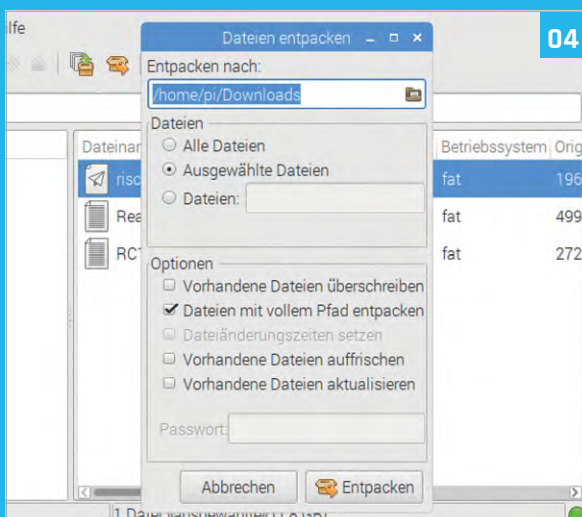 ilfe
Dateien entpacken
04
Entpacken nach:
/home/pi/Downloads
Dateien
Dateinar
Alle Dateien
Betriebssystem Orig
Ausgewählte Dateien
risc
fat 196
Dateien:
Rea
fat 499
RC
fat 272
Optionen
Vorhandene Dateien überschreiben
Dateien mit vollem Pfad entpacken
Dateiänderungszeiten setzen
Vorhandene Dateien auffrischen
Vorhandene Dateien aktualisieren
Passwort:
Abbrechen
Entpacken